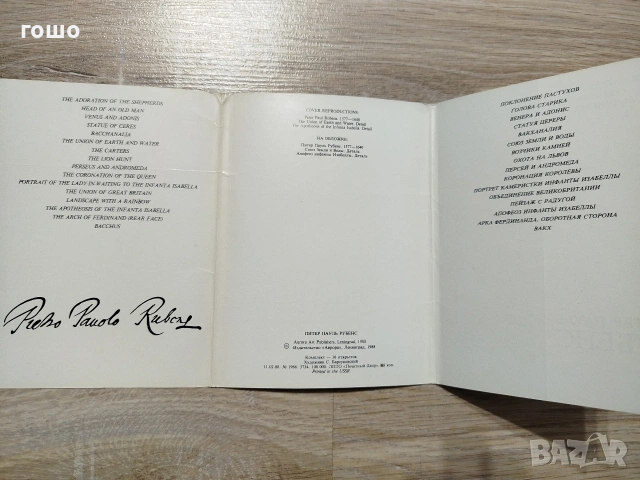 гошо
THE ADORATION OF THE SHEPHERDS
HEAD OF AN OLD MAN
VENUS AND ADONIS
STATUE OF CERES
BACCHANALIA
THE UNION OF EARTH AND WATER
THE CARTERS
THE LION HUNT
PERSEUS AND ANDROMEDA
THE CORONATION OF THE QUEEN
PORTRAIT OF THE LADY IN WAITING TO THE INFANTA ISABELLA
THE UNION OF GREAT BRITAIN
LANDSCAPE WITH A RAINBOW
THE APOTHEOSIS OF THE INFANTA ISABELLA
THE ARCH OF FERDINAND (REAR FACE)
BACCHUS
Pietro Pauolo Rubens
COVER REPRODUCTIONS:
Peter Paul Rubens. 1577—1640
The Union of Earth and Water. Detail
The Apotheosis of the Infanta Isabella. Detail
НА ОБЛОЖКЕ:
Питер Пауль Рубенс. 1577—1640
Союз Земли и Воды. Деталь
Апофеоз инфанты Изабеллы. Деталь
ПИТЕР ПАУЛЬ РУБЕНС
Aurora Art Publishers, Leningrad,
© Издательство «Аврора», Ленинград,
Комплект — 16 открыток
Художник С.
100 000.
Printed in the USSR
ПОКЛОНЕНИЕ ПАСТУХОВ
ГОЛОВА СТАРИКА
ВЕНЕРА И АДОНИС
СТАТУЯ ЦЕРЕРЫ
ВАКХАНАЛИЯ
СОЮЗ ЗЕМЛИ И ВОДЫ
ВОЗЧИКИ КАМНЕЙ
ОХОТА НА ЛЬВОВ
ПЕРСЕЙ И АНДРОМЕДА
КОРОНАЦИЯ КОРОЛЕВЫ
ПОРТРЕТ КАМЕРИСТКИ ИНФАНТЫ ИЗАБЕЛЛЫ
ОБЪЕДИНЕНИЕ ВЕЛИКОБРИТАНИИ
ПЕЙЗАЖ С РАДУГОЙ
АПОФЕОЗ ИНФАНТЫ ИЗАБЕЛЛЫ
АРКА ФЕРДИНАНДА, ОБОРОТНАЯ СТОРОНА
ВАКХ
BAZAR